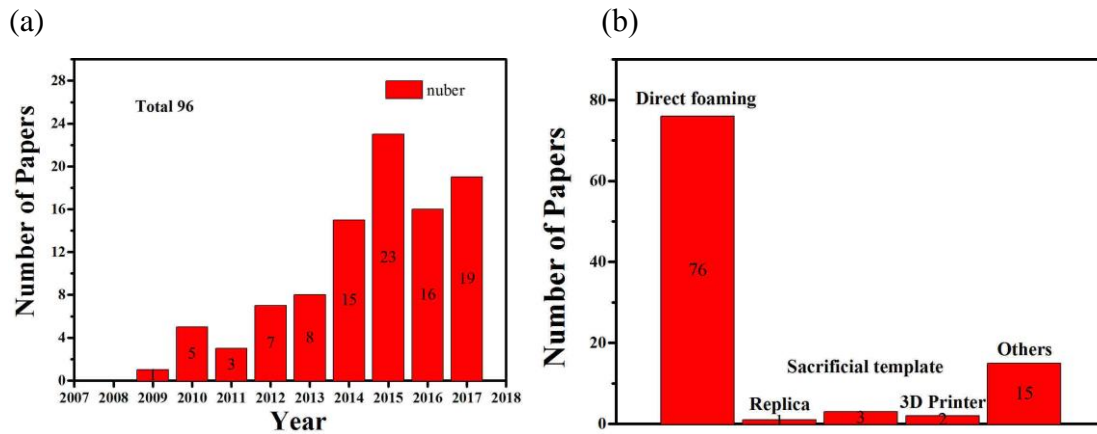 (a)
(b)
Number of Papers
28
24
20
16
12
8
4
0
Total 96
nuber
1
5
3
7
8
15
23
16
19
2007 2008 2009 2010 2011 2012 2013 2014 2015 2016 2017 2018
Year
Number of Papers
80
60
40
20
0
Direct foaming
76
Replica
1
Sacrificial template
3
3D Printer
2
Others
15